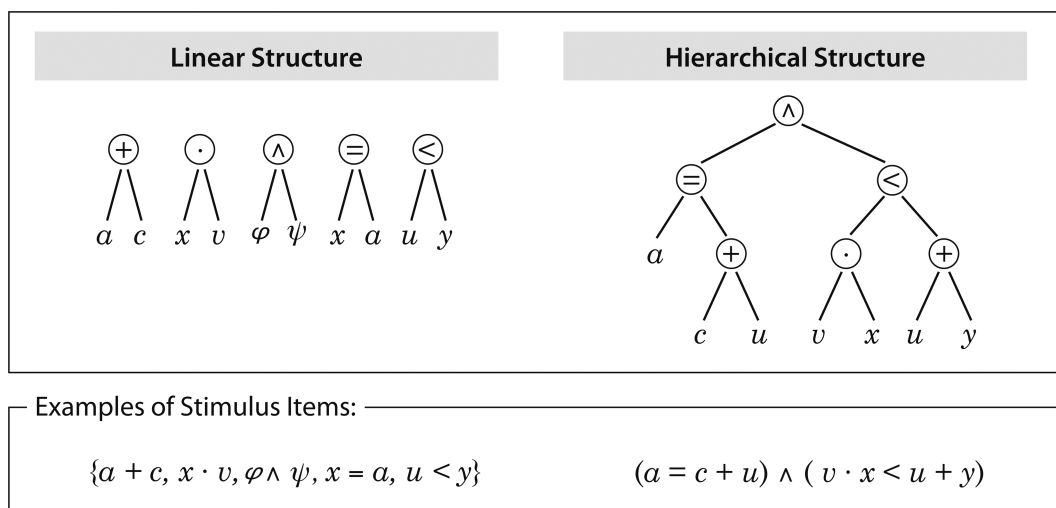 Linear Structure
+ · ∧ = <
a c x v φ ψ x a u y
Hierarchical Structure
∧
= <
a + · +
c u v x u y
Examples of Stimulus Items:
{a + c, x · v, φ ∧ ψ, x = a, u < y}
(a = c + u) ∧ ( v · x < u + y)